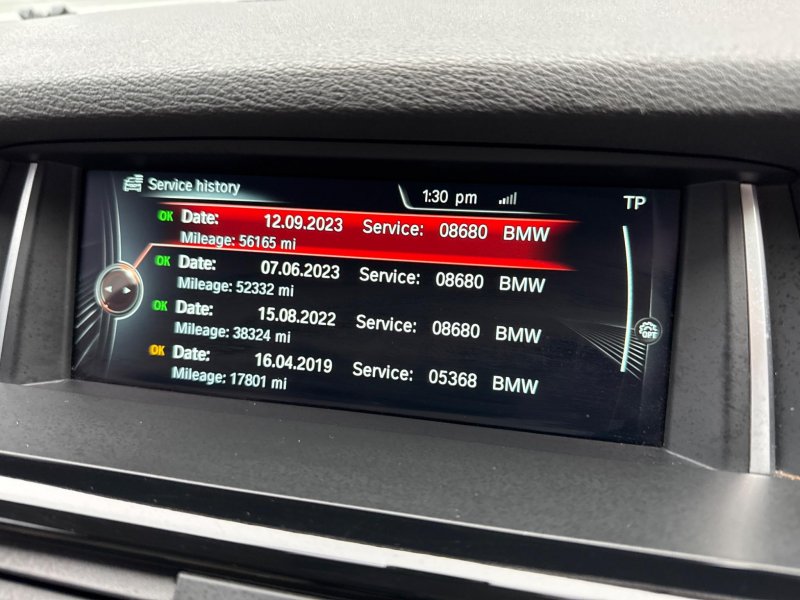 Service history
1:30 pm
TP
OK Date: 12.09.2023 Service: 08680 BMW
Mileage: 56165 mi
OK Date: 07.06.2023 Service: 08680 BMW
Mileage: 52332 mi
OK Date: 15.08.2022 Service: 08680 BMW
Mileage: 38324 mi
OK Date: 16.04.2019 Service: 05368 BMW
Mileage: 17801 mi
OPT